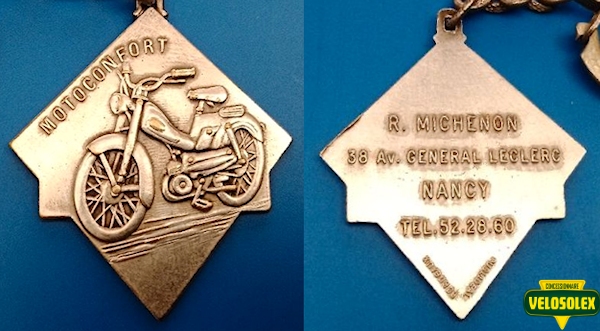 MOTOCONFORT
R. MICHENON
38 Av. GENERAL LECLERC
NANCY
TEL.52.28.60
CONCESSIONNAIRE
VELOSOLEX